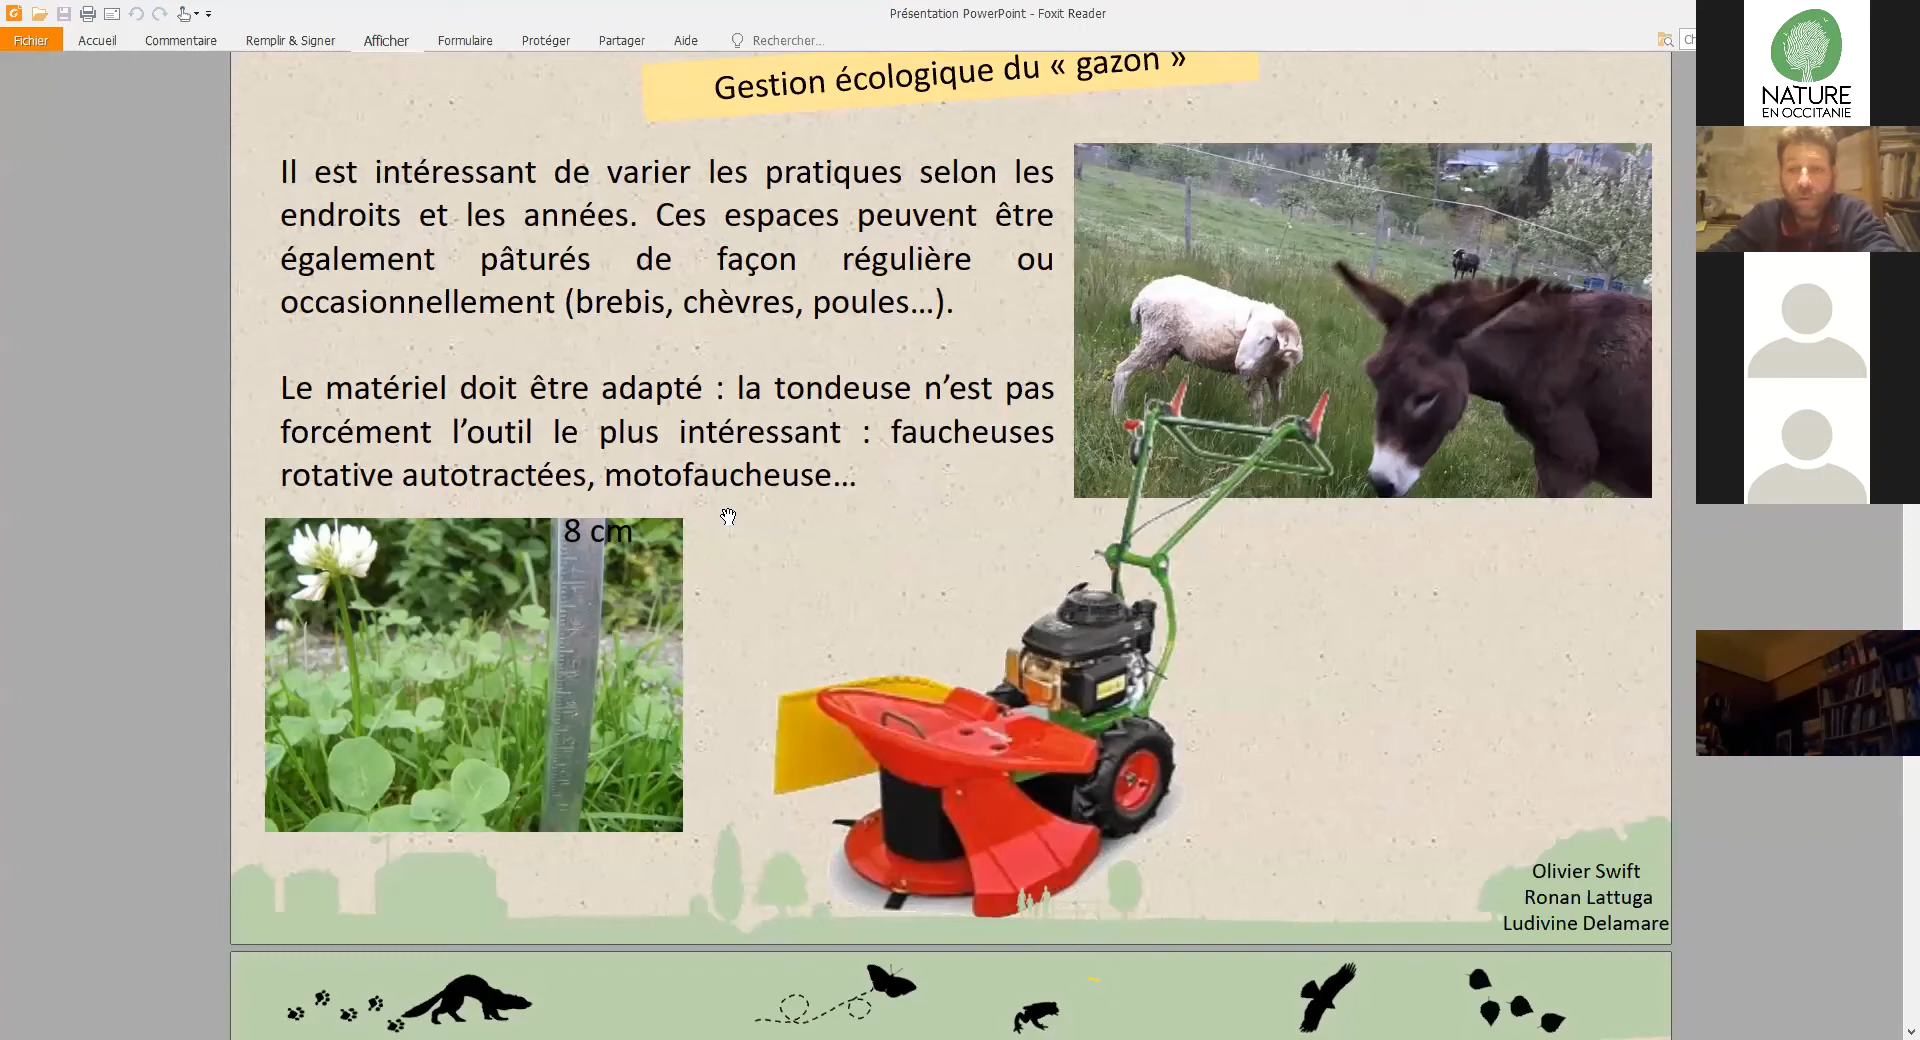 Présentation PowerPoint - Foxit Reader
Fichier Accueil Commentaire Remplir & Signer Afficher Formulaire Protéger Partager Aide Rechercher... Ch
Gestion écologique du « gazon »
Il est intéressant de varier les pratiques selon les
endroits et les années. Ces espaces peuvent être
également pâturés de façon régulière ou
occasionnellement (brebis, chèvres, poules…).
Le matériel doit être adapté : la tondeuse n’est pas
forcément l’outil le plus intéressant : faucheuses
rotative autotractées, motofaucheuse…
8 cm
Olivier Swift
Ronan Lattuga
Ludivine Delamare
NATURE
EN OCCITANIE